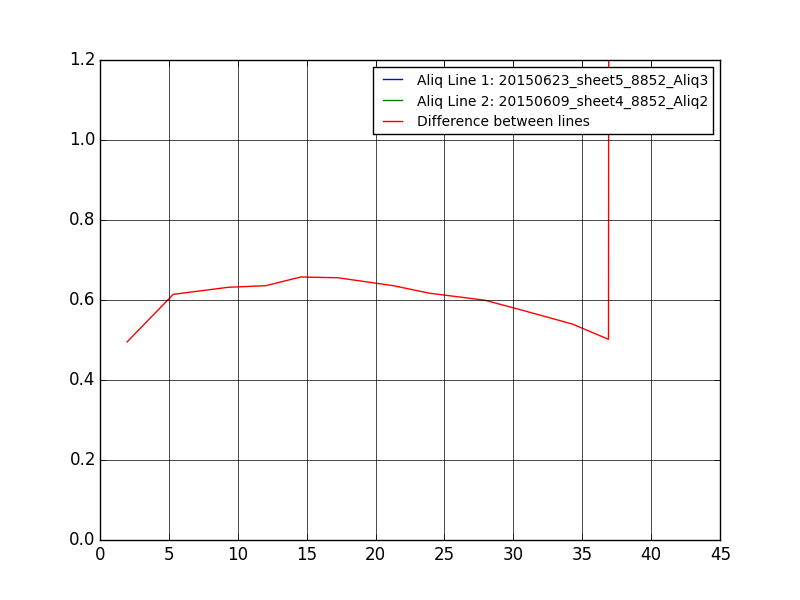 1.2
1.0
0.8
0.6
0.4
0.2
0.0
Aliq Line 1: 20150623_sheet5_8852_Aliq3
Aliq Line 2: 20150609_sheet4_8852_Aliq2
Difference between lines
0 5 10 15 20 25 30 35 40 45